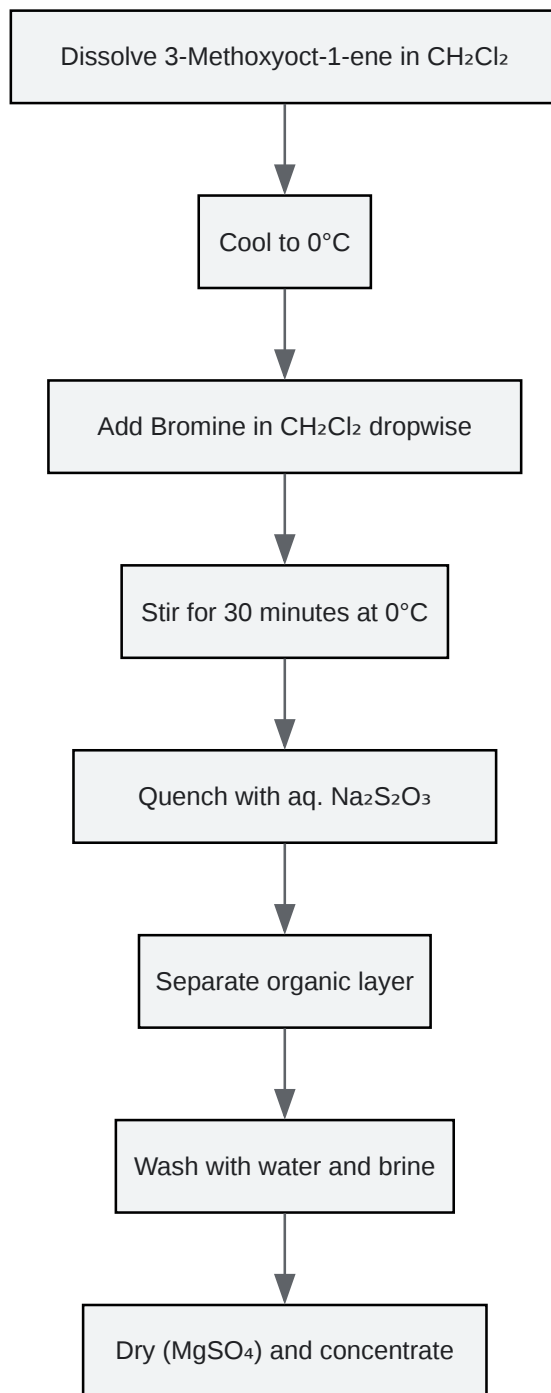 Dissolve 3-Methoxyoct-1-ene in CH₂Cl₂
Cool to 0°C
Add Bromine in CH₂Cl₂ dropwise
Stir for 30 minutes at 0°C
Quench with aq. Na₂S₂O₃
Separate organic layer
Wash with water and brine
Dry (MgSO₄) and concentrate